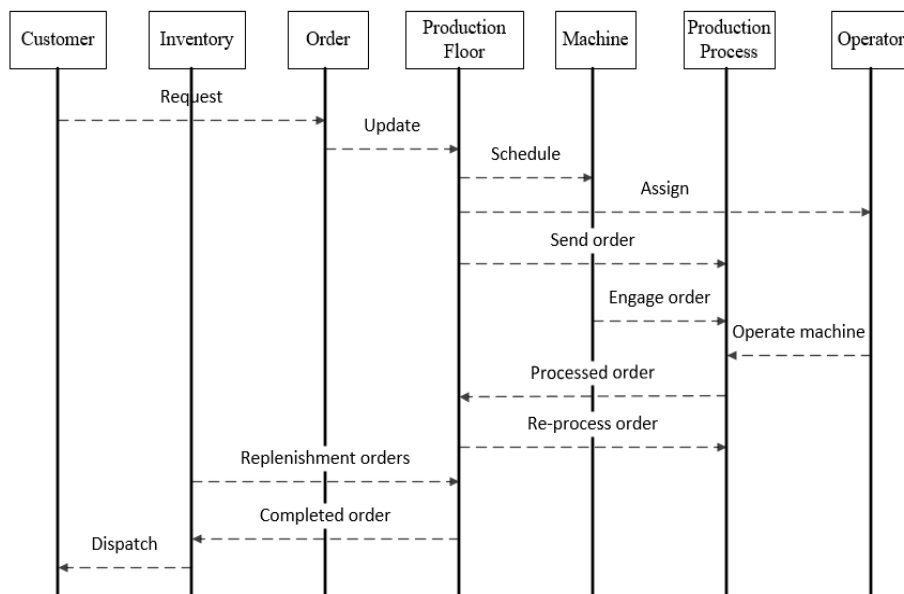 Customer
Inventory
Order
Production
Floor
Machine
Production
Process
Operator
Request
Update
Schedule
Assign
Send order
Engage order
Operate machine
Processed order
Re-process order
Replenishment orders
Completed order
Dispatch